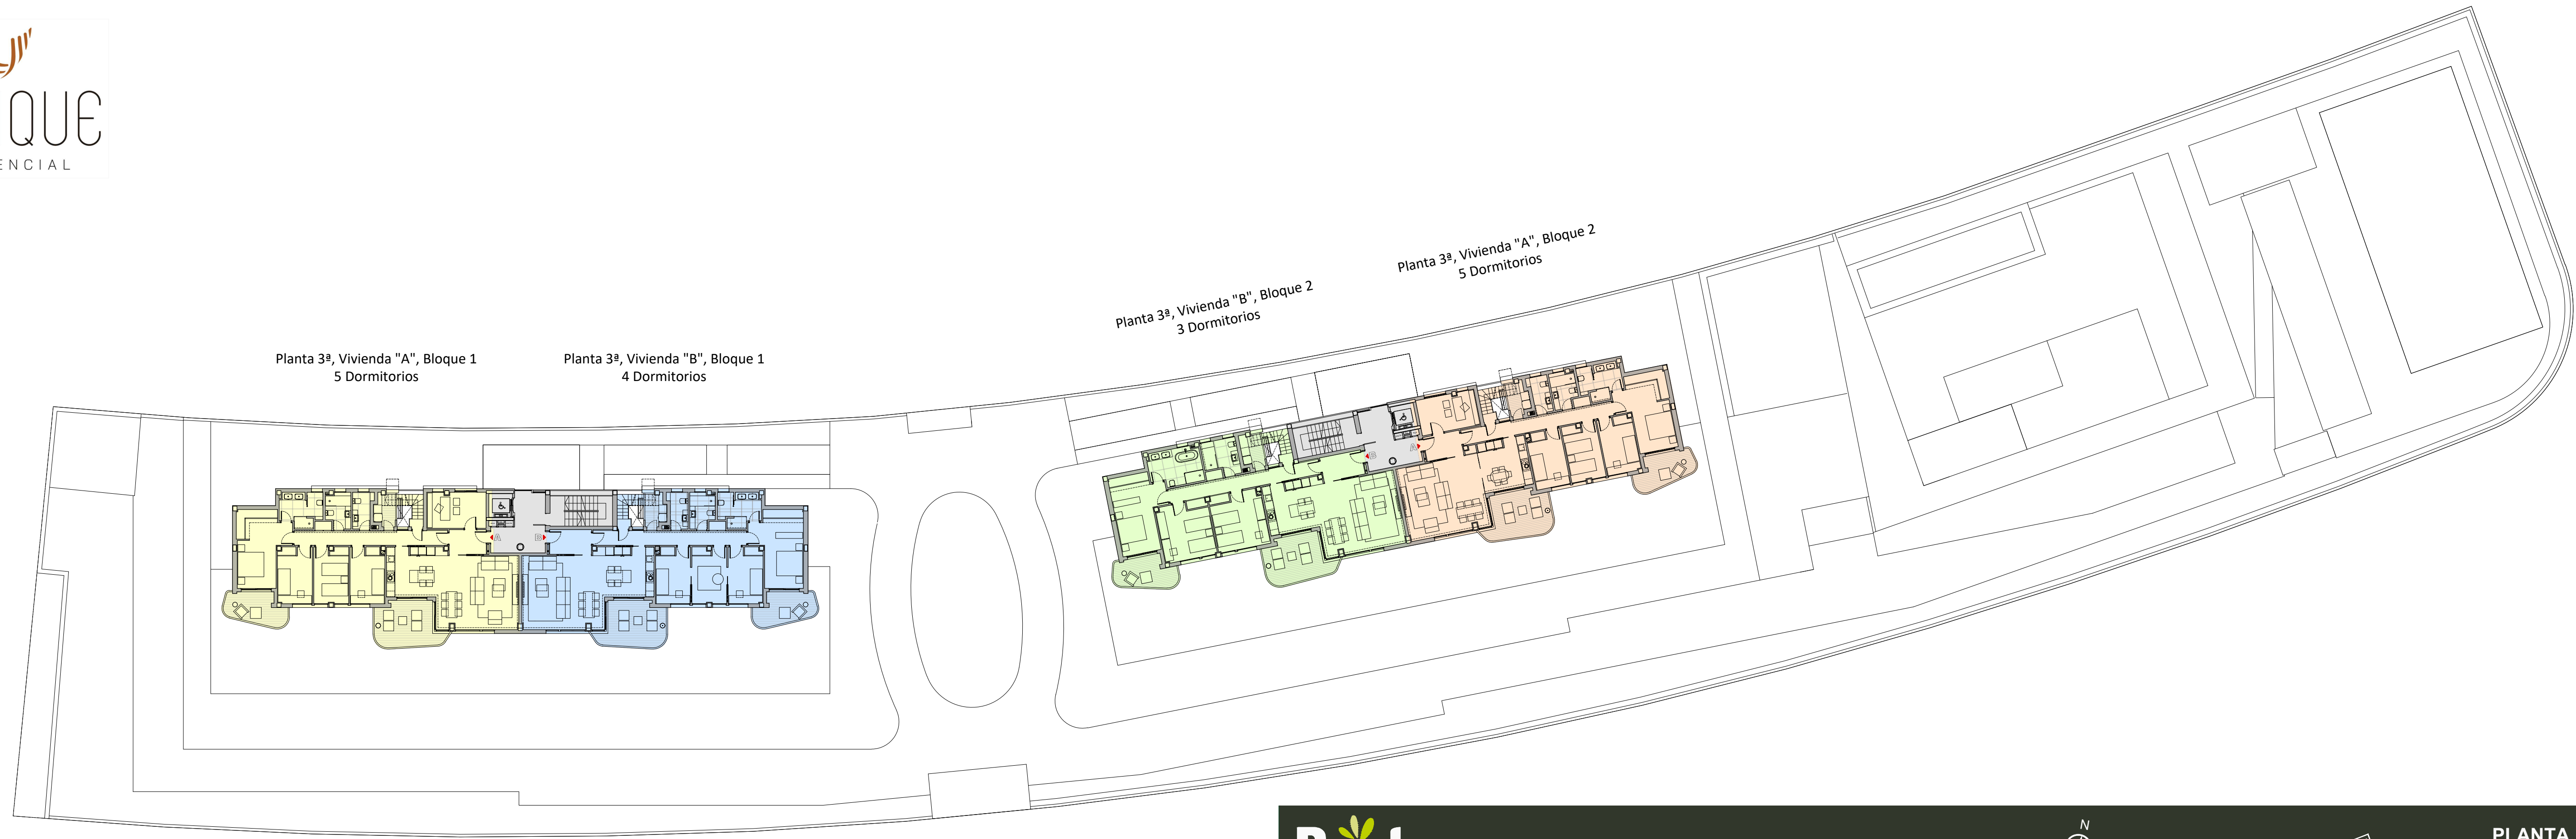 QUE
ENCIAL
Planta 3ª, Vivienda "A", Bloque 2
5 Dormitorios
Planta 3ª, Vivienda "B", Bloque 2
3 Dormitorios
Planta 3ª, Vivienda "A", Bloque 1
5 Dormitorios
Planta 3ª, Vivienda "B", Bloque 1
4 Dormitorios
B
A
A
B
N
PLANTA